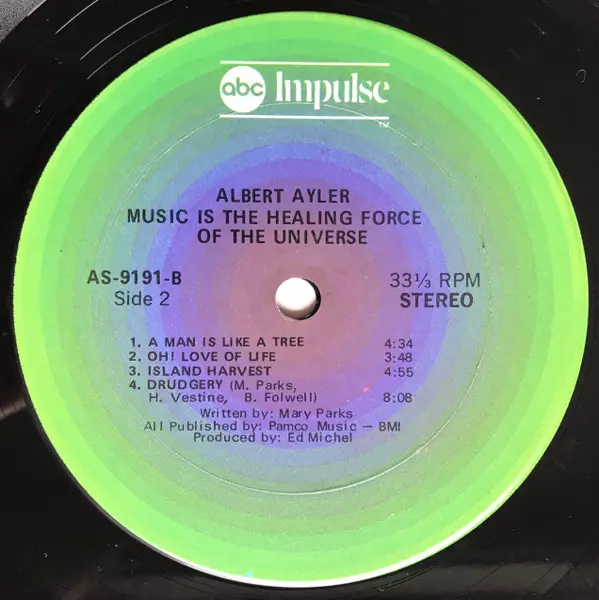 abc Impulse
TM
ALBERT AYLER
MUSIC IS THE HEALING FORCE
OF THE UNIVERSE
AS-9191-B
Side 2
33⅓ RPM
STEREO
1. A MAN IS LIKE A TREE 4:34
2. OH! LOVE OF LIFE 3:48
3. ISLAND HARVEST 4:55
4. DRUDGERY (M. Parks,
H. Vestine, B. Folwell) 8:08
Written by: Mary Parks
All Published by: Pamco Music – BMI
Produced by: Ed Michel